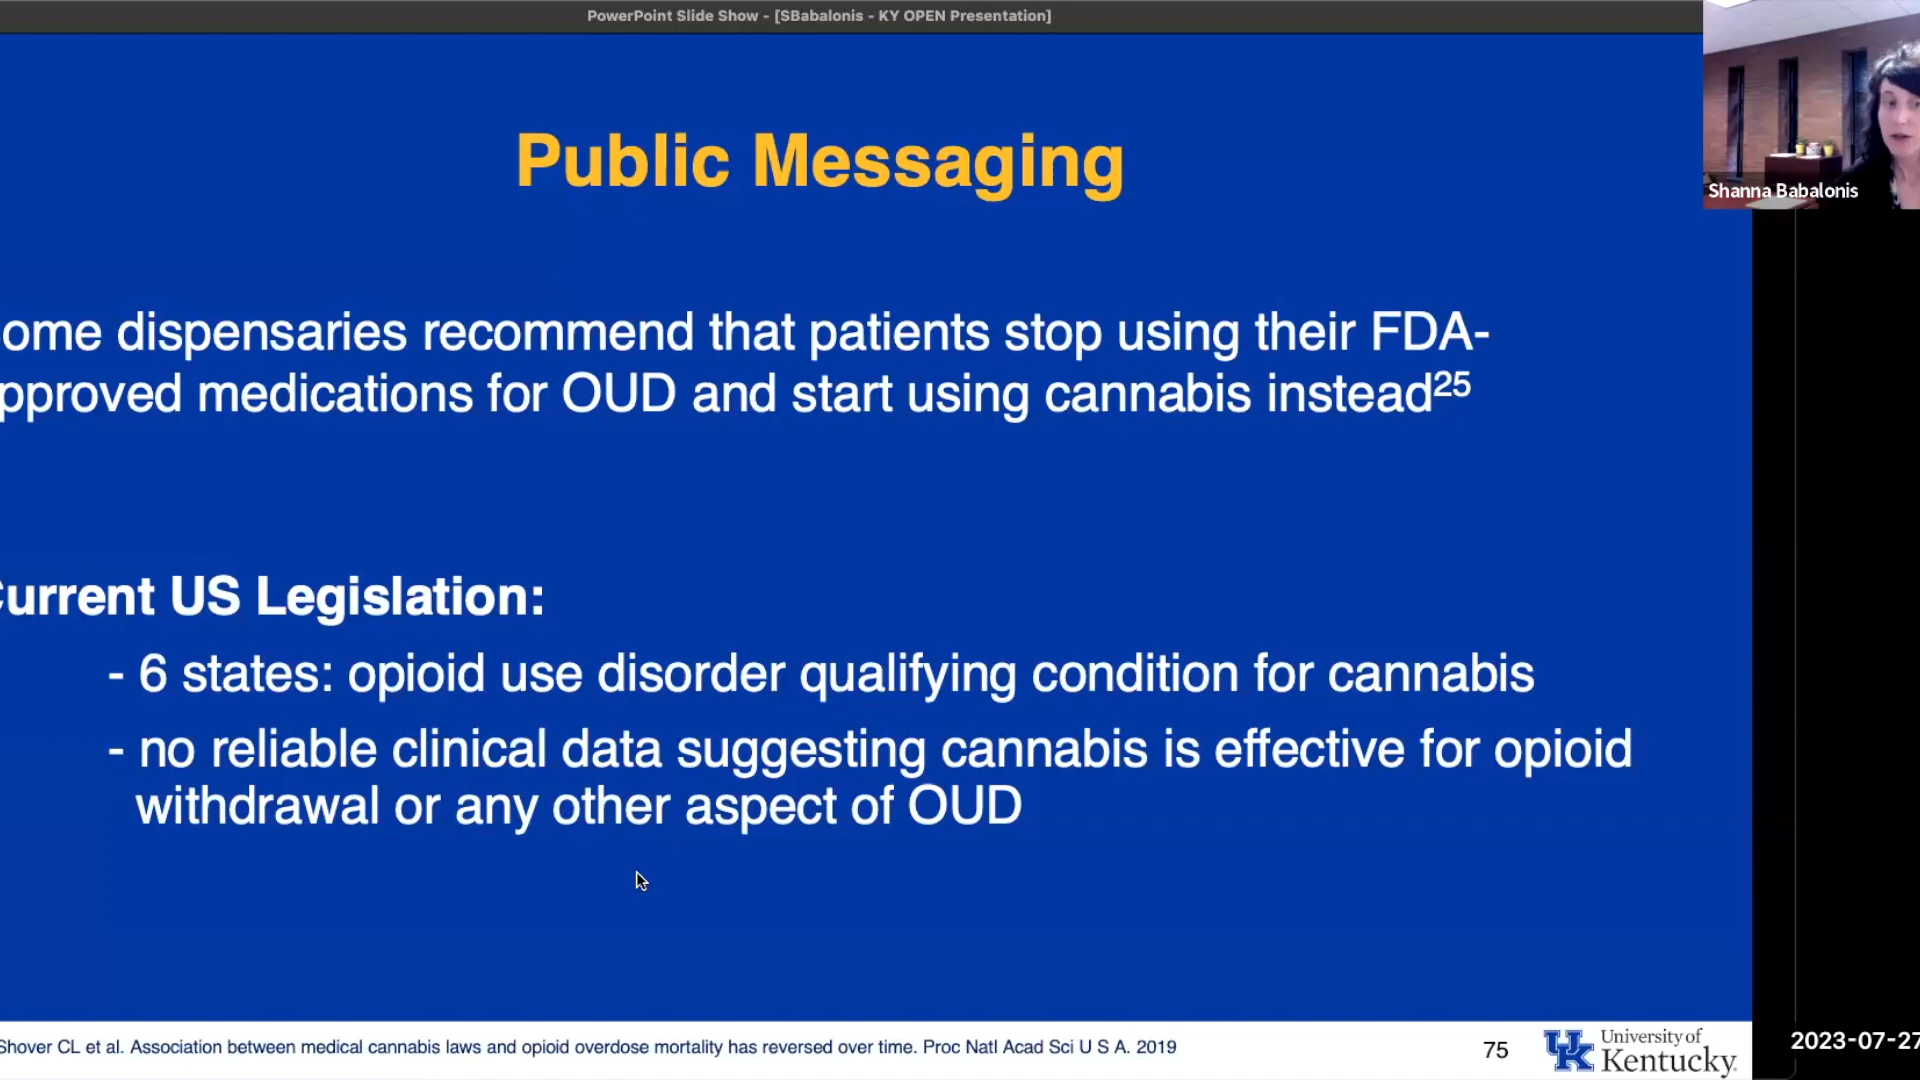 PowerPoint Slide Show - [SBabalonis - KY OPEN Presentation]
Shanna Babalonis
Public Messaging
ome dispensaries recommend that patients stop using their FDA-
pproved medications for OUD and start using cannabis instead25
Current US Legislation:
- 6 states: opioid use disorder qualifying condition for cannabis
- no reliable clinical data suggesting cannabis is effective for opioid
withdrawal or any other aspect of OUD
Shover CL et al. Association between medical cannabis laws and opioid overdose mortality has reversed over time. Proc Natl Acad Sci U S A. 2019
75
UK
University of
Kentucky
2023-07-27